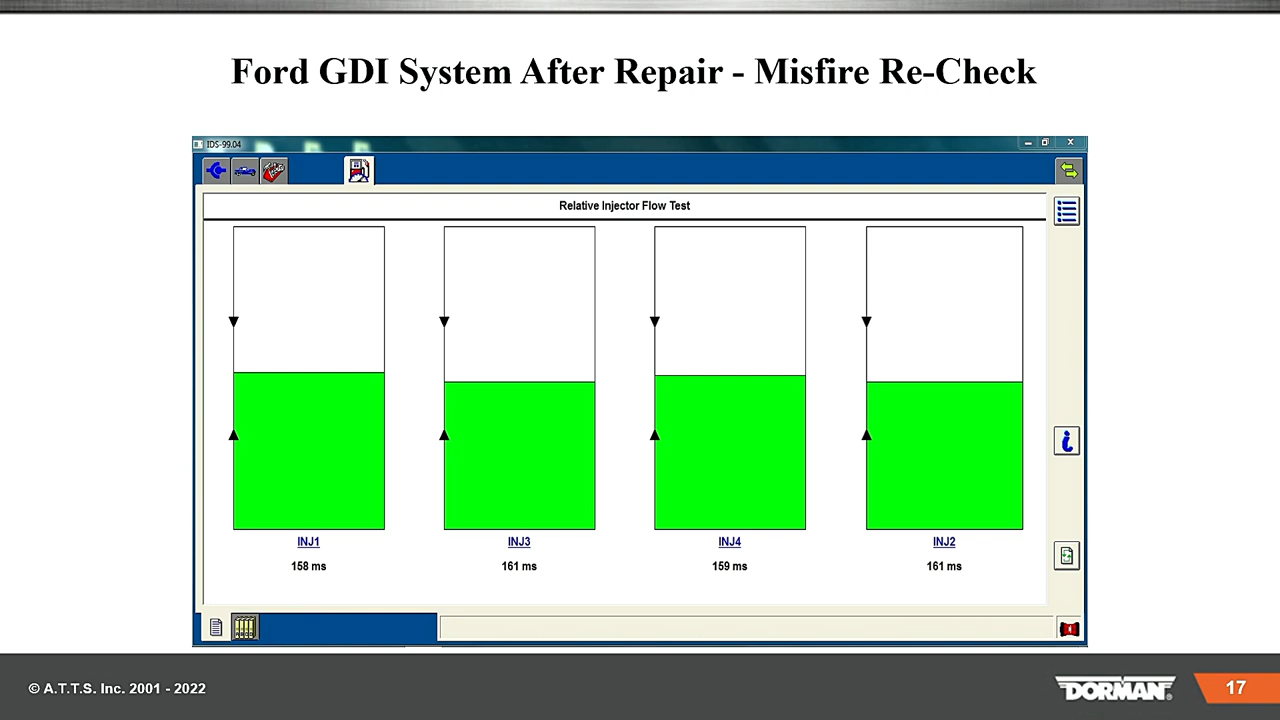 Ford GDI System After Repair - Misfire Re-Check
IDS-99.04
Relative Injector Flow Test
INJ1 INJ3 INJ4 INJ2
158 ms 161 ms 159 ms 161 ms
© A.T.T.S. Inc. 2001 - 2022
DORMAN®
17